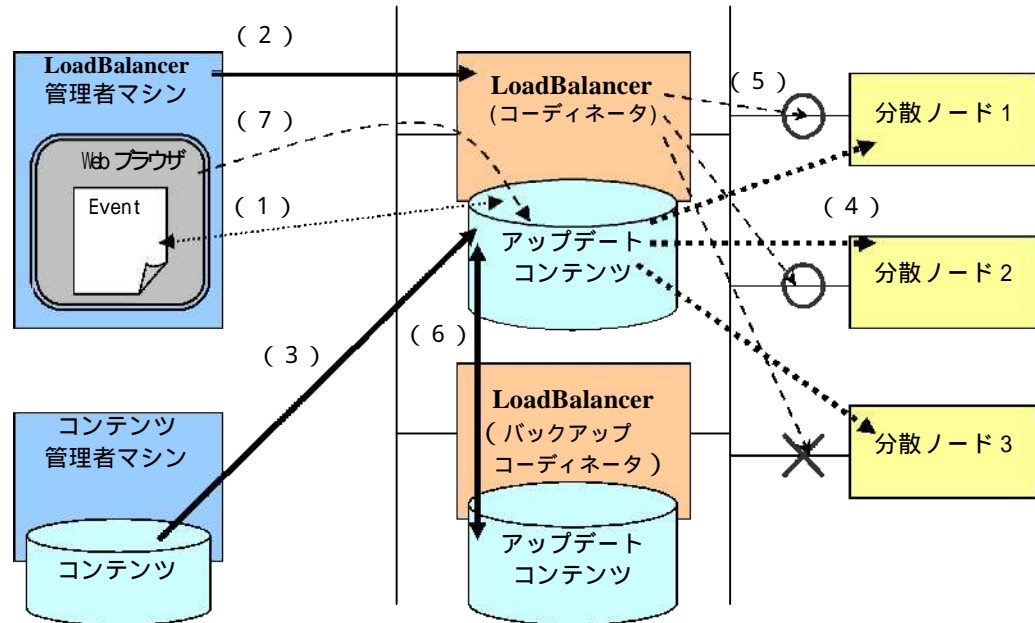 （２）
LoadBalancer
管理者マシン
（７）
Web ブラウザ
Event
（１）
LoadBalancer
(コーディネータ)
アップデート
コンテンツ
（５）
分散ノード１
（４）
分散ノード２
分散ノード３
（３）
（６）
コンテンツ
管理者マシン
コンテンツ
LoadBalancer
（バックアップ
コーディネータ）
アップデート
コンテンツ